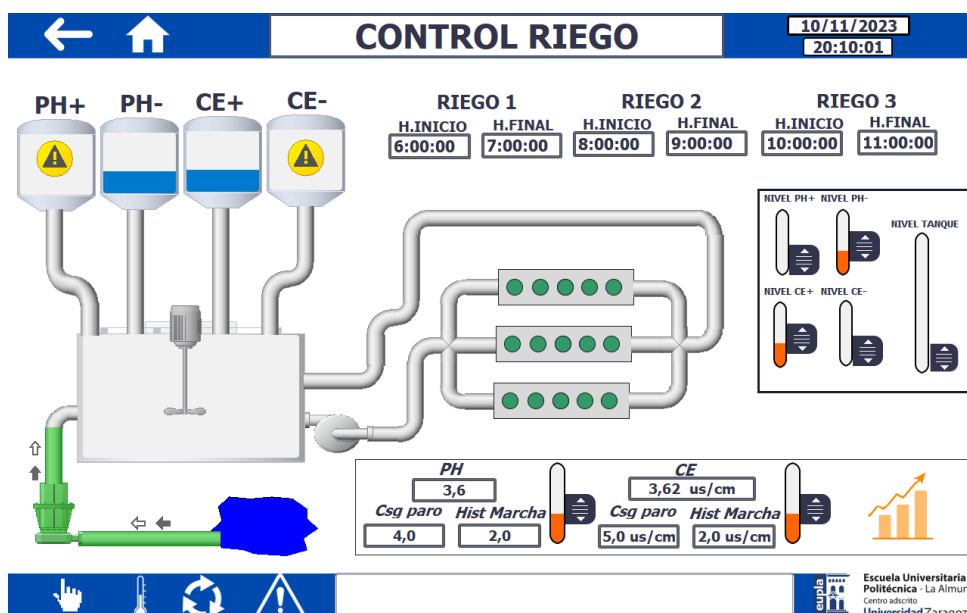 CONTROL RIEGO
10/11/2023
20:10:01
PH+ PH- CE+ CE-
RIEGO 1 RIEGO 2 RIEGO 3
H.INICIO H.FINAL H.INICIO H.FINAL H.INICIO H.FINAL
6:00:00 7:00:00 8:00:00 9:00:00 10:00:00 11:00:00
NIVEL PH+ NIVEL PH-
NIVEL TANQUE
NIVEL CE+ NIVEL CE-
PH CE
3,6 3,62 us/cm
Csg paro Hist Marcha Csg paro Hist Marcha
4,0 2,0 5,0 us/cm 2,0 us/cm
eupla
Escuela Universitaria
Politécnica - La Almun
Centro adscrito
Universidad Zaragoz